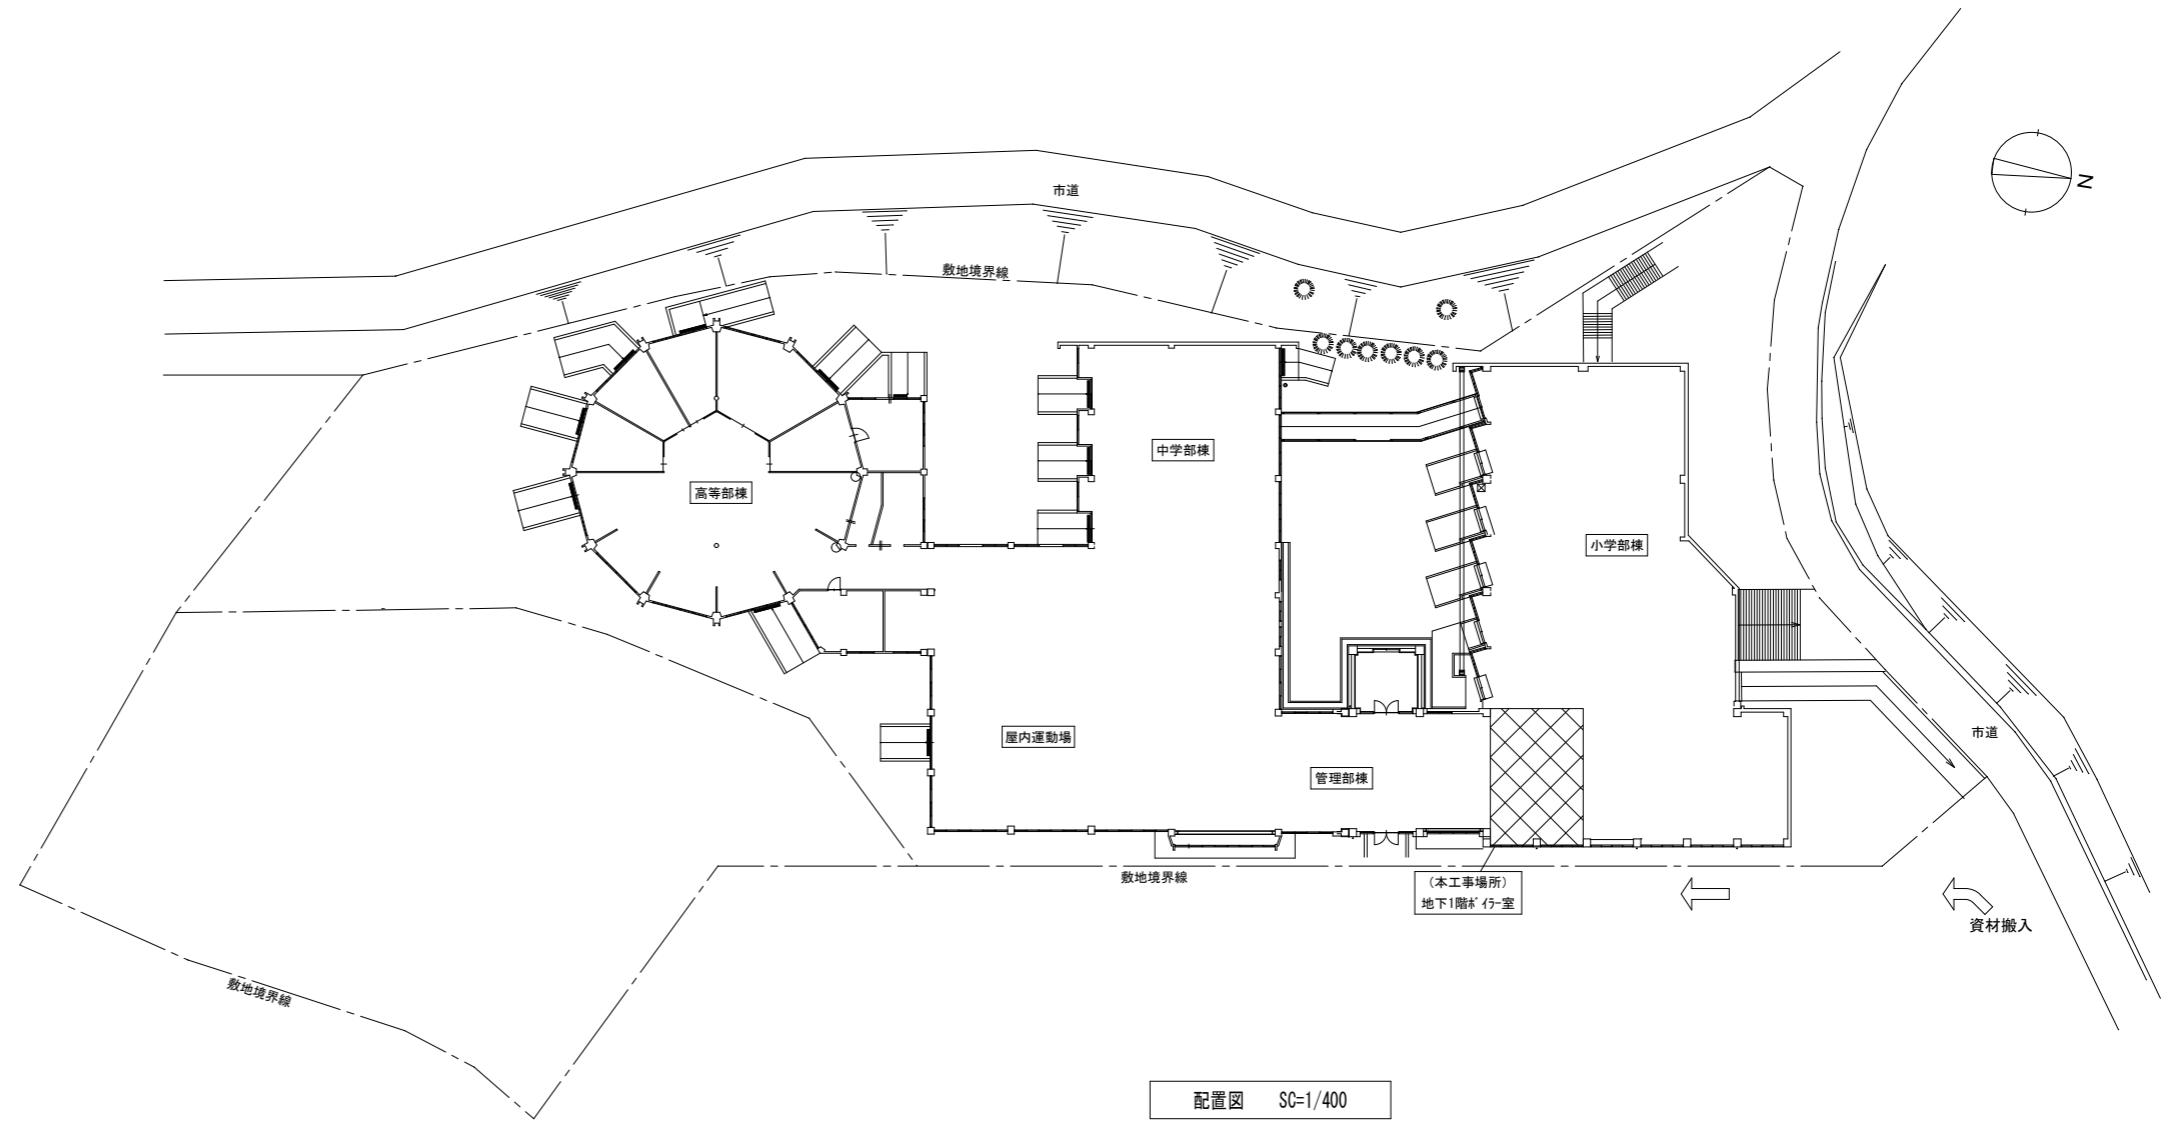 市道
N
敷地境界線
中学部棟
高等部棟
小学部棟
屋内運動場
市道
管理部棟
敷地境界線
(本工事場所)
地下1階ﾎﾞｲﾗｰ室
資材搬入
敷地境界線
配置図 SC=1/400